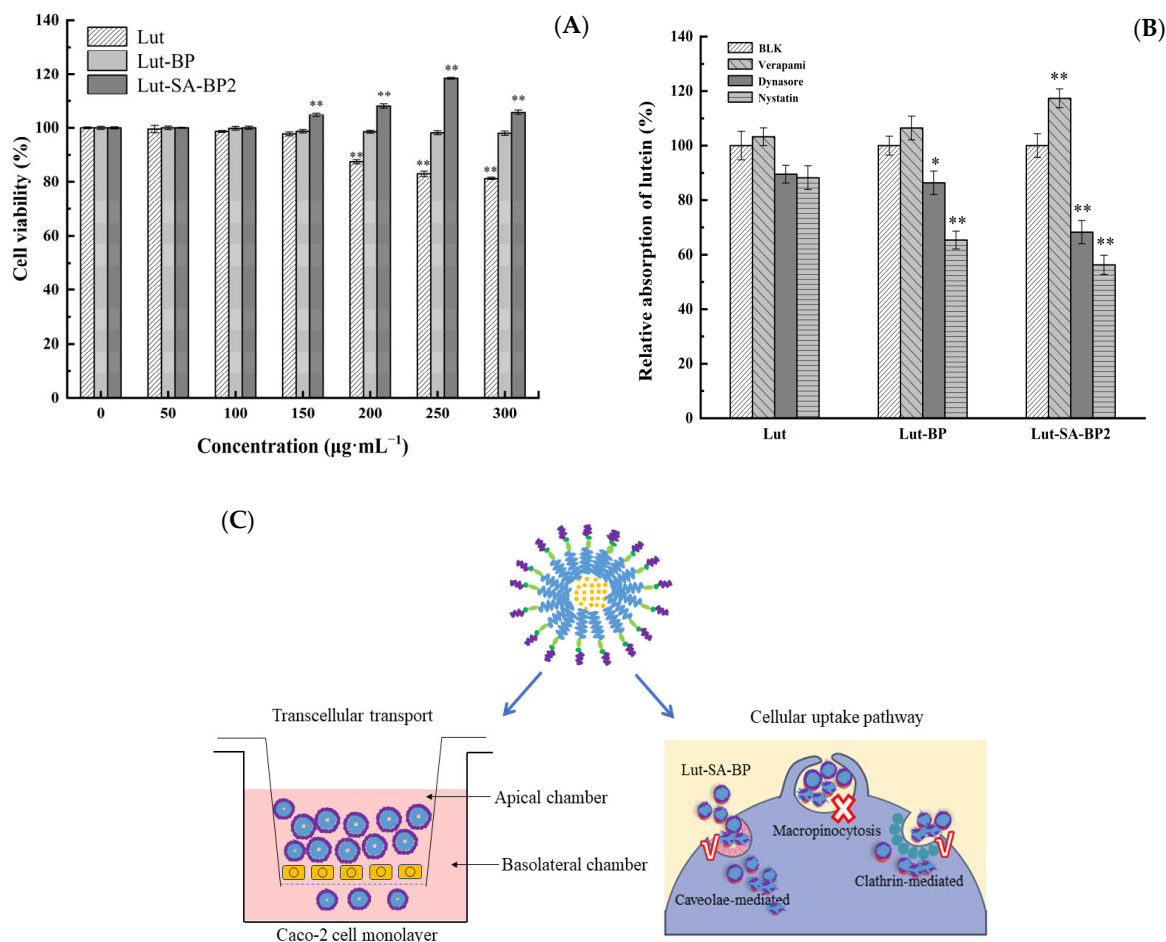 (A)
140
120
100
80
60
40
20
0
Cell viability (%)
Lut
Lut-BP
Lut-SA-BP2
**
**
**
**
**
**
**
0 50 100 150 200 250 300
Concentration (µg·mL⁻¹)
(B)
140
120
100
80
60
40
20
0
Relative absorption of lutein (%)
BLK
Verapami
Dynasore
Nystatin
*
**
**
**
**
Lut Lut-BP Lut-SA-BP2
(C)
Transcellular transport
Apical chamber
Basolateral chamber
Caco-2 cell monolayer
Cellular uptake pathway
Lut-SA-BP
Macropinocytosis
Clathrin-mediated
Caveolae-mediated